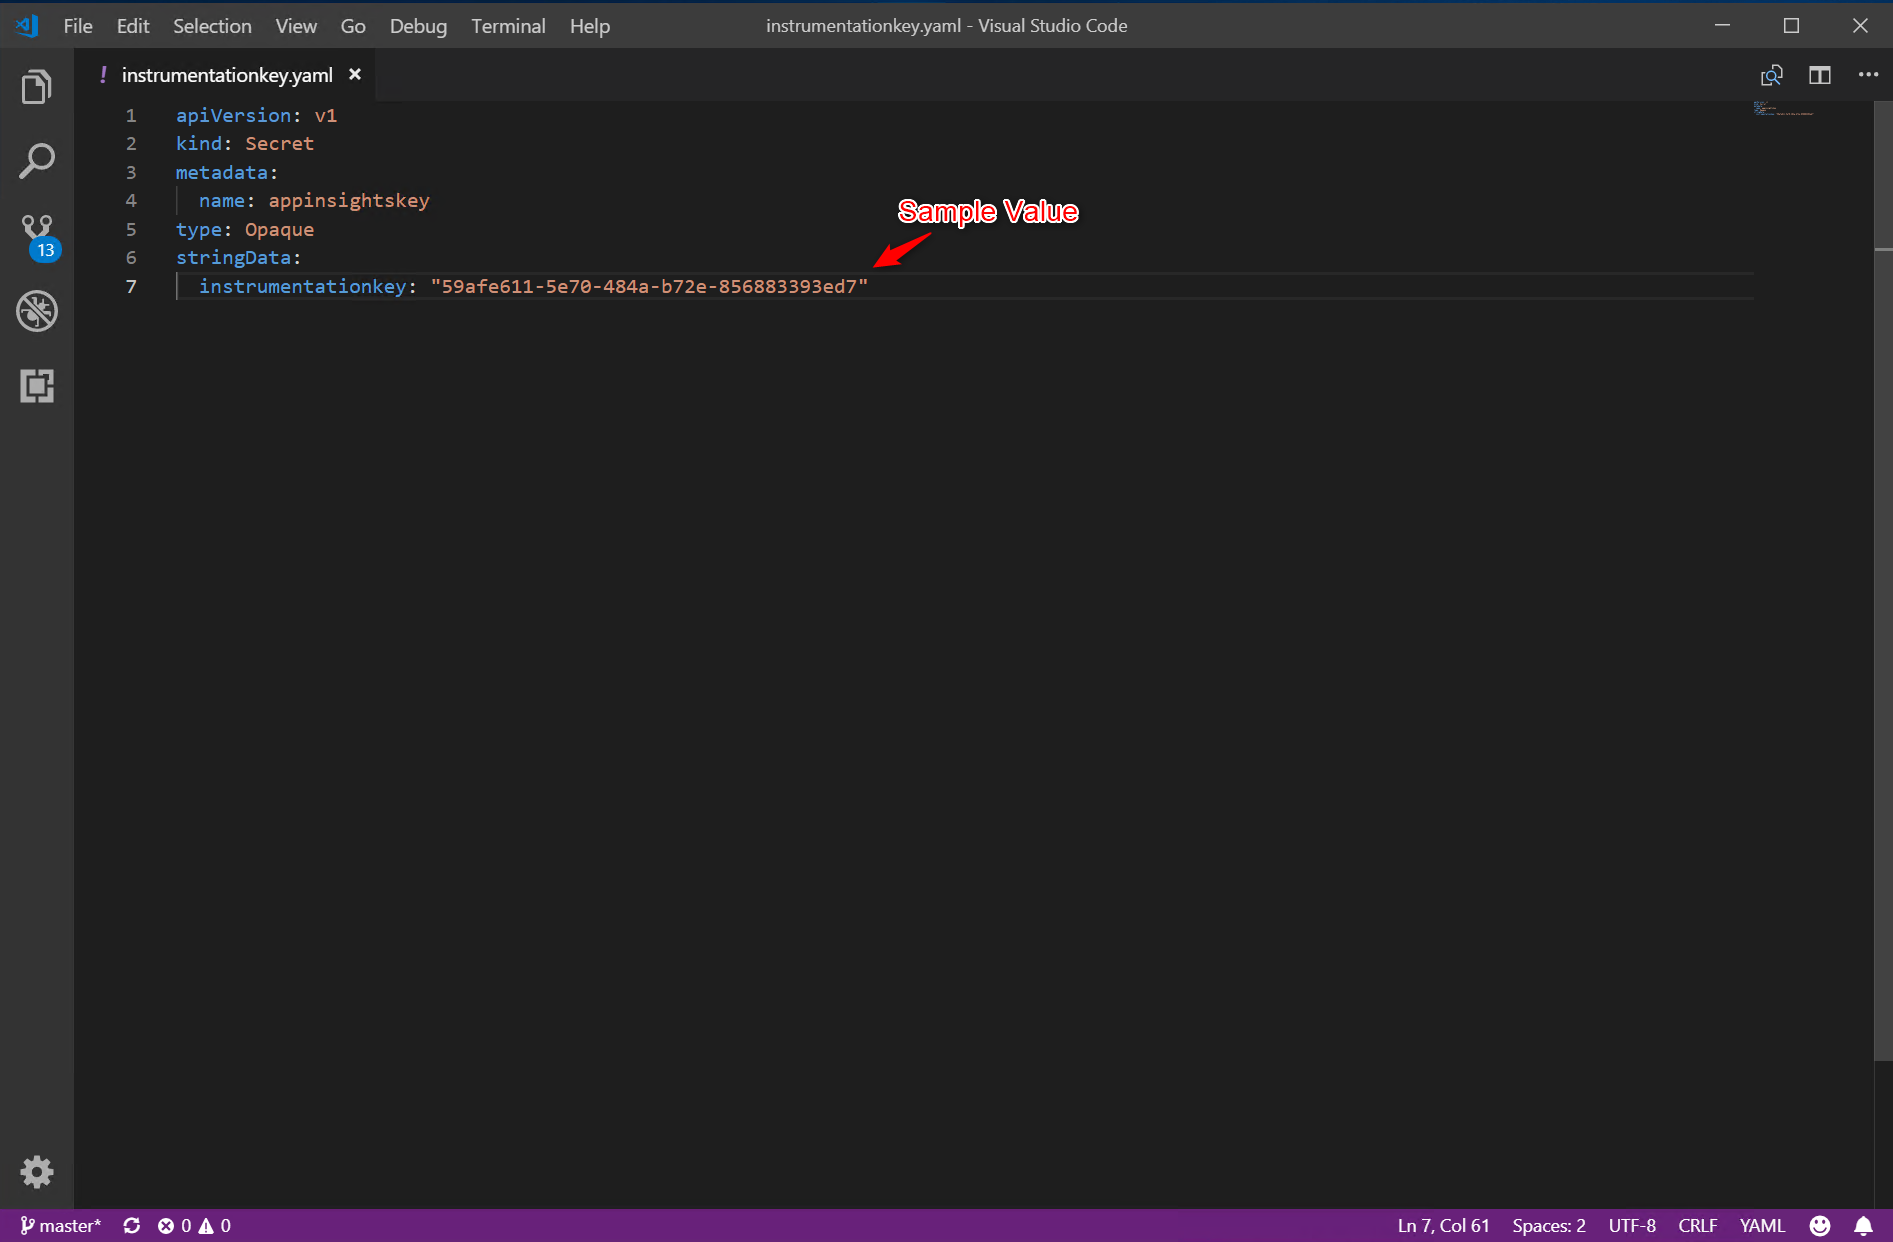 File Edit Selection View Go Debug Terminal Help instrumentationkey.yaml - Visual Studio Code
! instrumentationkey.yaml ×
1 apiVersion: v1
2 kind: Secret
3 metadata:
4   name: appinsightskey
Sample Value
5 type: Opaque
6 stringData:
7   instrumentationkey: "59afe611-5e70-484a-b72e-856883393ed7"
13
master* 0 0 Ln 7, Col 61 Spaces: 2 UTF-8 CRLF YAML